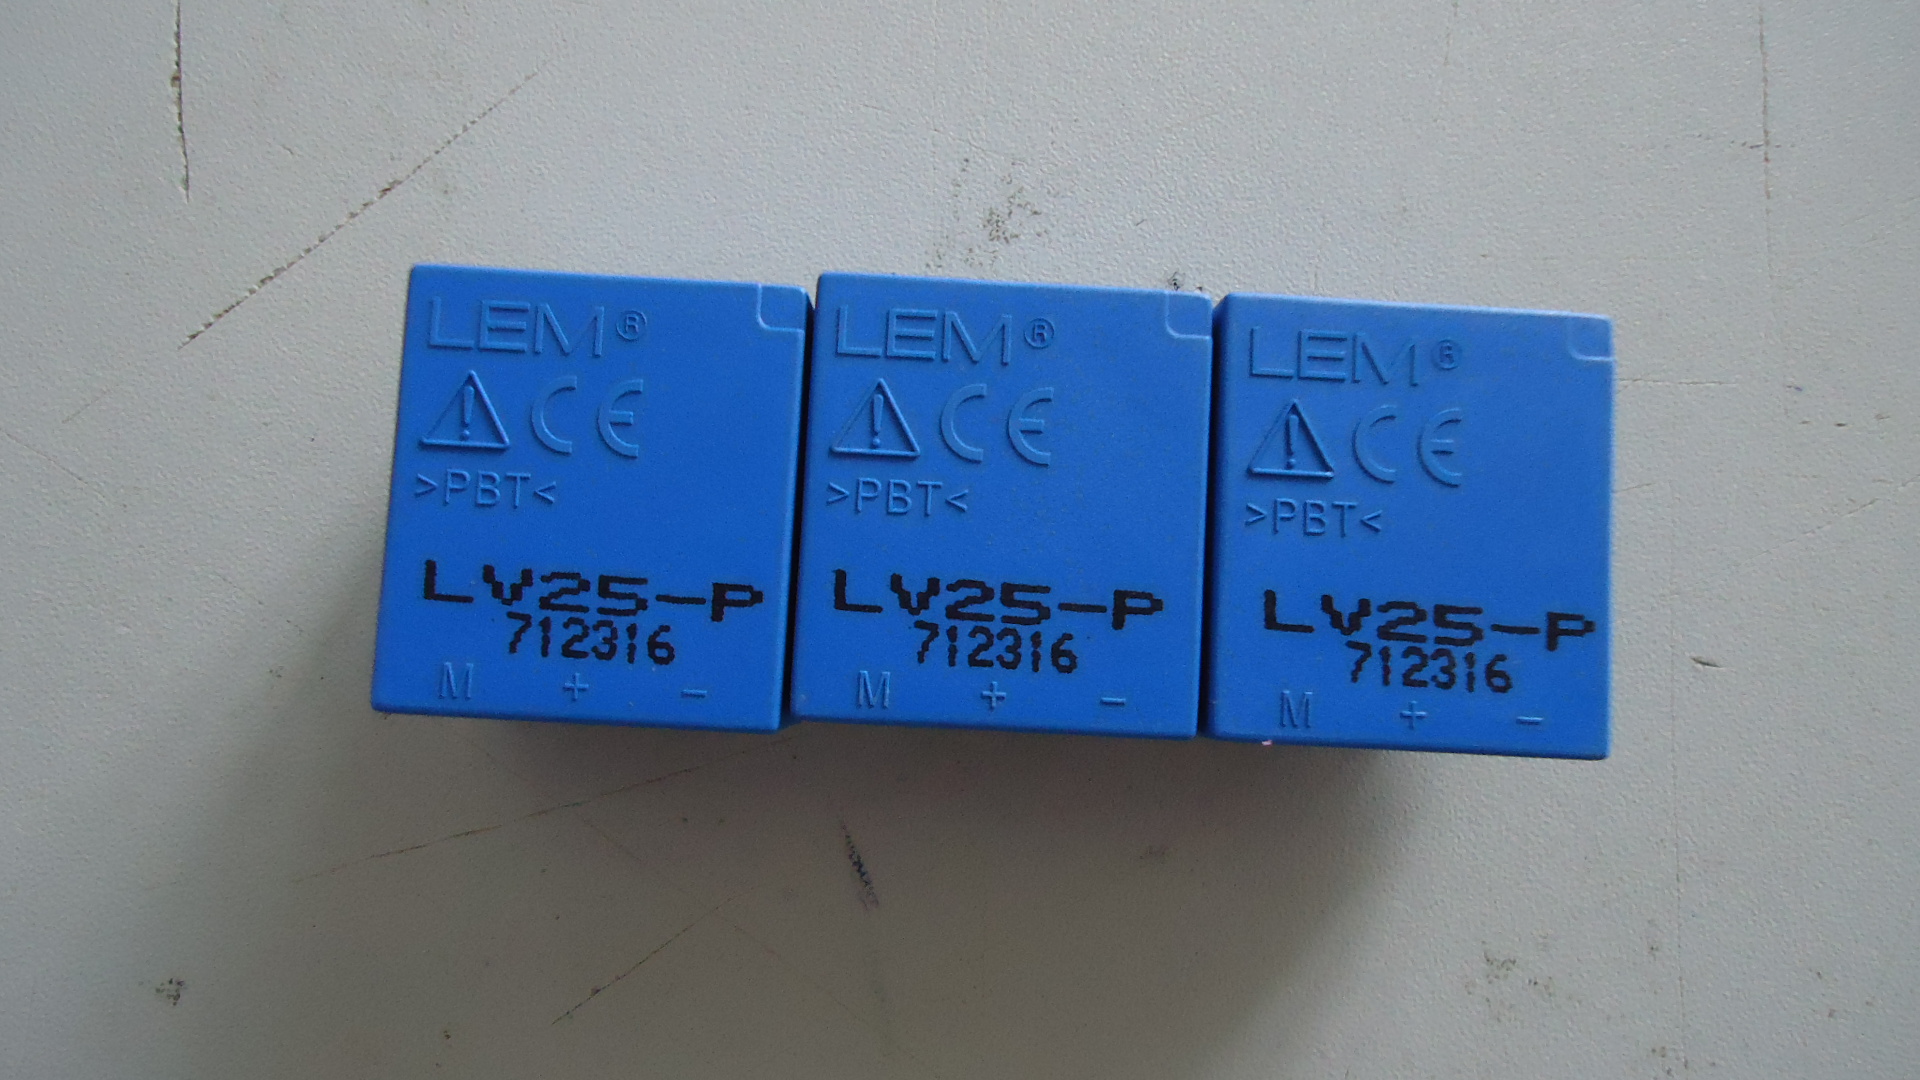 LEM®
CE
>PBT<
LV25-P
712316
M + -
LEM®
CE
>PBT<
LV25-P
712316
M + -
LEM®
CE
>PBT<
LV25-P
712316
M + -